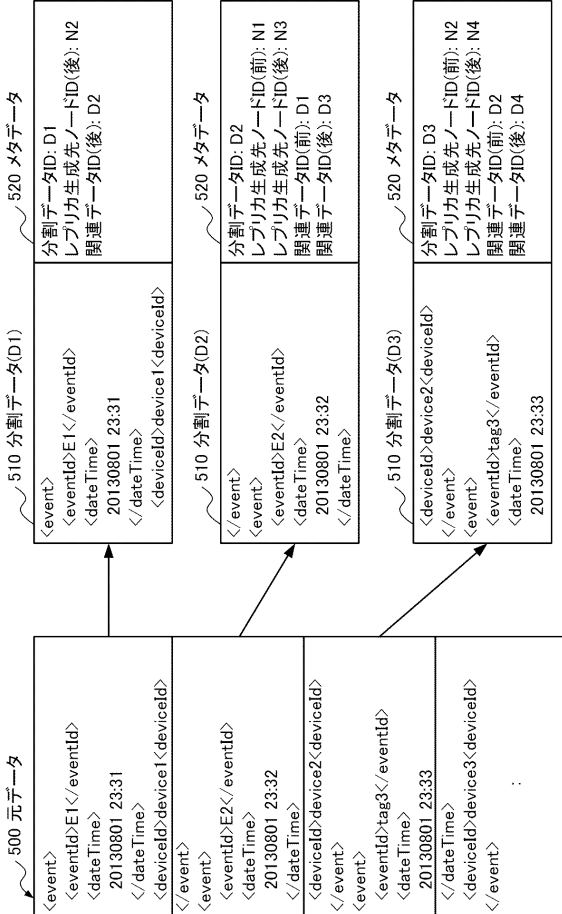 500 元データ
<event>
<eventId>E1</eventId>
<dateTime>
20130801 23:31
</dateTime>
<deviceId>device1<deviceId>
</event>
<event>
<eventId>E2</eventId>
<dateTime>
20130801 23:32
</dateTime>
<deviceId>device2<deviceId>
</event>
<event>
<eventId>tag3</eventId>
<dateTime>
20130801 23:33
</dateTime>
<deviceId>device3<deviceId>
</event>
:
510 分割データ(D1)
<event>
<eventId>E1</eventId>
<dateTime>
20130801 23:31
</dateTime>
<deviceId>device1<deviceId>
520 メタデータ
分割データID: D1
レプリカ生成先ノードID(後): N2
関連データID(後): D2
510 分割データ(D2)
</event>
<event>
<eventId>E2</eventId>
<dateTime>
20130801 23:32
</dateTime>
520 メタデータ
分割データID: D2
レプリカ生成先ノードID(前): N1
レプリカ生成先ノードID(後): N3
関連データID(前): D1
関連データID(後): D3
510 分割データ(D3)
<deviceId>device2<deviceId>
</event>
<event>
<eventId>tag3</eventId>
<dateTime>
20130801 23:33
520 メタデータ
分割データID: D3
レプリカ生成先ノードID(前): N2
レプリカ生成先ノードID(後): N4
関連データID(前): D2
関連データID(後): D4